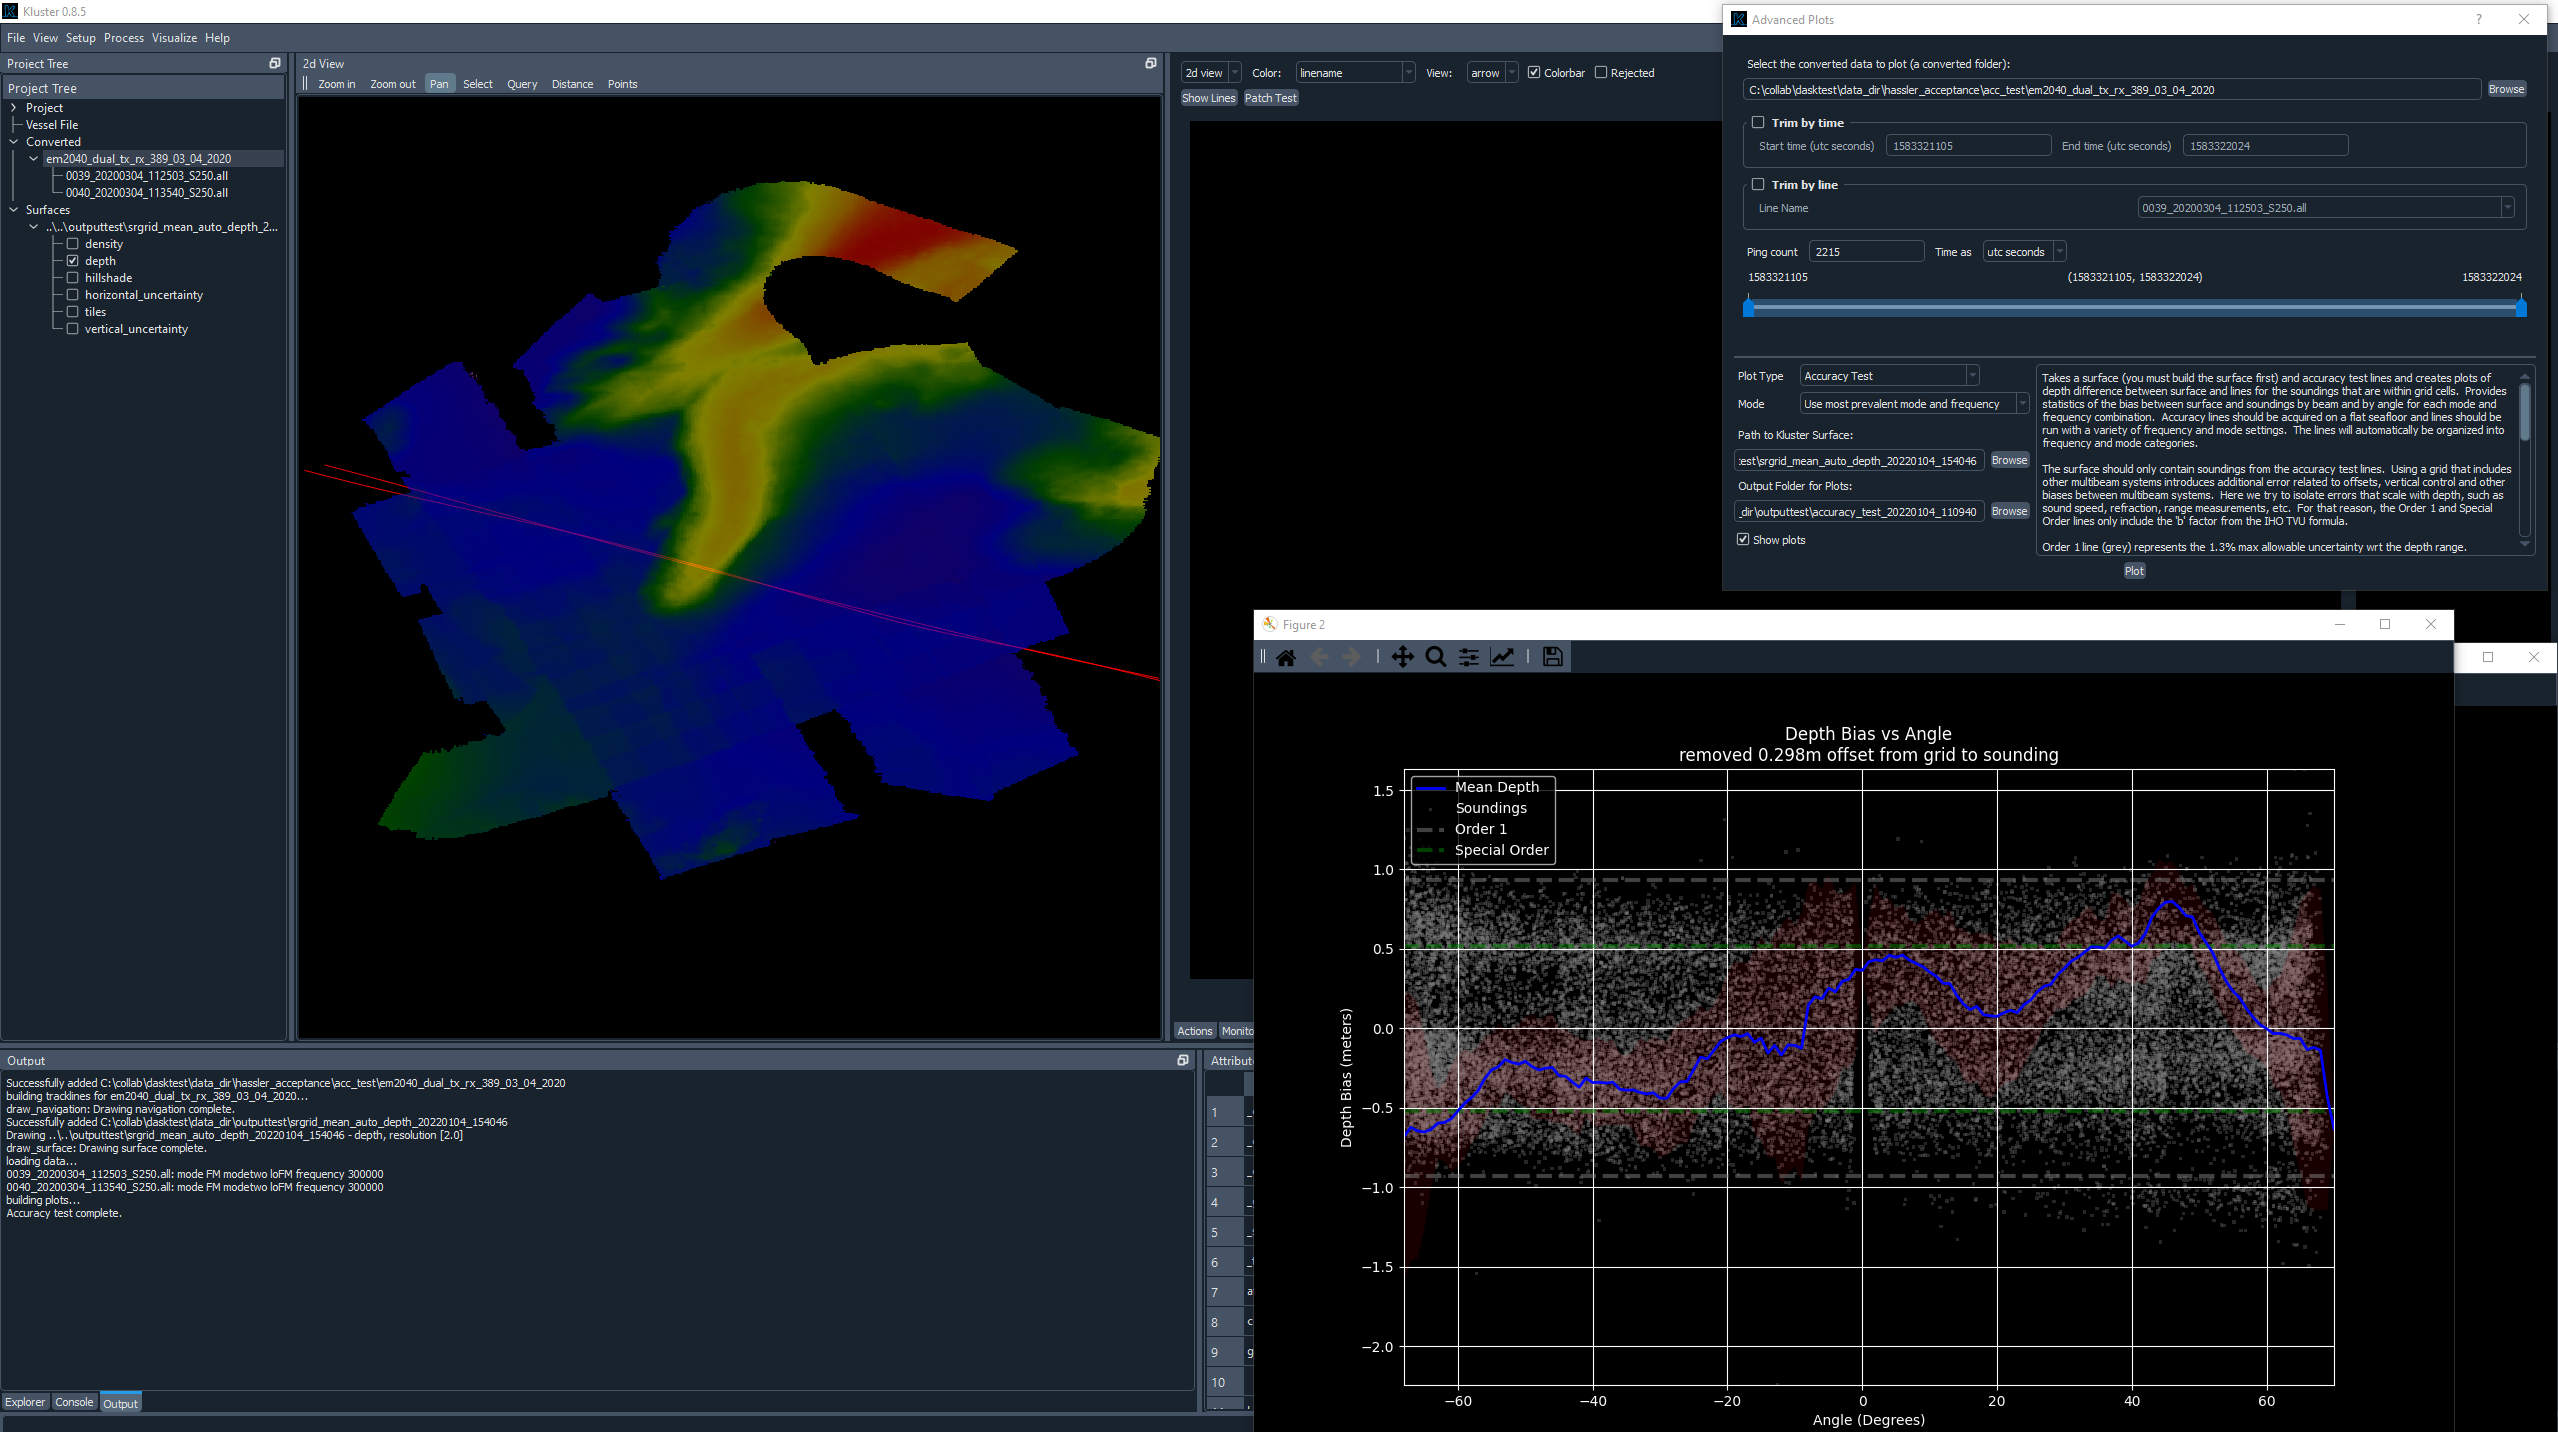 Kluster 0.8.5
File View Setup Process Visualize Help
Project Tree
Project Tree
Project
Vessel File
Converted
em2040_dual_tx_rx_389_03_04_2020
0039_20200304_112503_S250.all
0040_20200304_113540_S250.all
Surfaces
..\..\outputtest\srgrid_mean_auto_depth_2...
density
depth
hillshade
horizontal_uncertainty
tiles
vertical_uncertainty
2d View
Zoom in Zoom out Pan Select Query Distance Points
2d view Color: linename View: arrow Colorbar Rejected
Show Lines Patch Test
Actions
Advanced Plots
Select the converted data to plot (a converted folder):
C:\collab\dasktest\data_dir\hassler_acceptance\acc_test\em2040_dual_tx_rx_389_03_04_2020 Browse
Trim by time
Start time (utc seconds) 1583321105 End time (utc seconds) 1583322024
Trim by line
Line Name 0039_20200304_112503_S250.all
Ping count 2215 Time as utc seconds
1583321105 (1583321105, 1583322024) 1583322024
Plot Type Accuracy Test
Mode Use most prevalent mode and frequency
Path to Kluster Surface:
:est\srgrid_mean_auto_depth_20220104_154046 Browse
Output Folder for Plots:
_dir\outputtest\accuracy_test_20220104_110940 Browse
Show plots
Takes a surface (you must build the surface first) and accuracy test lines and creates plots of
depth difference between surface and lines for the soundings that are within grid cells. Provides
statistics of the bias between surface and soundings by beam and by angle for each mode and
frequency combination. Accuracy lines should be acquired on a flat seafloor and lines should be
run with a variety of frequency and mode settings. The lines will automatically be organized into
frequency and mode categories.
The surface should only contain soundings from the accuracy test lines. Using a grid that includes
other multibeam systems introduces additional error related to offsets, vertical control and other
biases between multibeam systems. Here we try to isolate errors that scale with depth, such as
sound speed, refraction, range measurements, etc. For that reason, the Order 1 and Special
Order lines only include the 'b' factor from the IHO TVU formula.
Order 1 line (grey) represents the 1.3% max allowable uncertainty wrt the depth range.
Plot
Figure 2
Depth Bias vs Angle
removed 0.298m offset from grid to sounding
Mean Depth
Soundings
Order 1
Special Order
1.5
1.0
0.5
0.0
−0.5
−1.0
−1.5
−2.0
Depth Bias (meters)
−60 −40 −20 0 20 40 60
Angle (Degrees)
Output
Successfully added C:\collab\dasktest\data_dir\hassler_acceptance\acc_test\em2040_dual_tx_rx_389_03_04_2020
building tracklines for em2040_dual_tx_rx_389_03_04_2020...
draw_navigation: Drawing navigation complete.
Successfully added C:\collab\dasktest\data_dir\outputtest\srgrid_mean_auto_depth_20220104_154046
Drawing ..\..\outputtest\srgrid_mean_auto_depth_20220104_154046 - depth, resolution [2.0]
draw_surface: Drawing surface complete.
loading data...
0039_20200304_112503_S250.all: mode FM modetwo loFM frequency 300000
0040_20200304_113540_S250.all: mode FM modetwo loFM frequency 300000
building plots...
Accuracy test complete.
Explorer Console Output
1
2
3
4
5
6
7
8
9
10